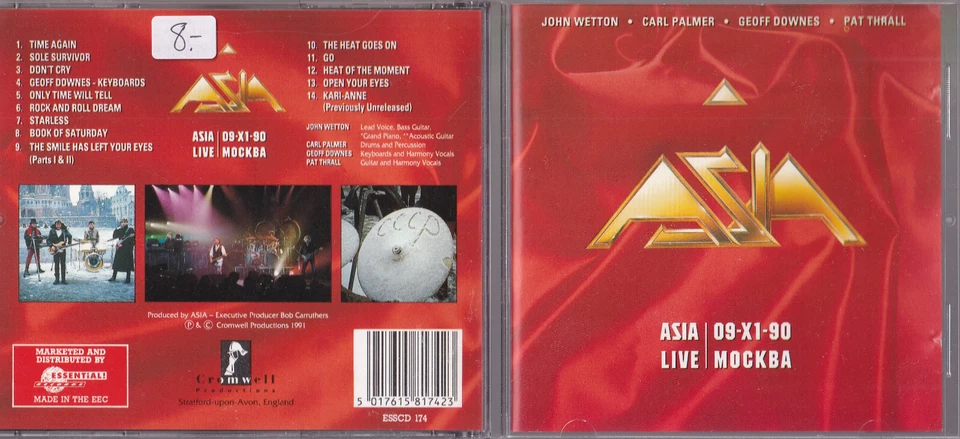 8.-
1. TIME AGAIN
2. SOLE SURVIVOR
3. DON'T CRY
4. GEOFF DOWNES - KEYBOARDS
5. ONLY TIME WILL TELL
6. ROCK AND ROLL DREAM
7. STARLESS
8. BOOK OF SATURDAY
9. THE SMILE HAS LEFT YOUR EYES
(Parts I & II)
ASIA
ASIA | 09-X1-90
LIVE | MOCKBA
10. THE HEAT GOES ON
11. GO
12. HEAT OF THE MOMENT
13. OPEN YOUR EYES
14. KARI-ANNE
(Previously Unreleased)
JOHN WETTON Lead Voice, Bass Guitar,
*Grand Piano, **Acoustic Guitar
CARL PALMER Drums and Percussion
GEOFF DOWNES Keyboards and Harmony Vocals
PAT THRALL Guitar and Harmony Vocals
CCCP
Produced by ASIA – Executive Producer Bob Carruthers
Ⓟ & © Cromwell Productions 1991
MARKETED AND
DISTRIBUTED BY
ESSENTIAL!
MADE IN THE EEC
Cromwell
Productions
Stratford-upon-Avon, England
5 017615 817423
ESSCD 174
JOHN WETTON • CARL PALMER • GEOFF DOWNES • PAT THRALL
ASIA
ASIA | 09-X1-90
LIVE | MOCKBA